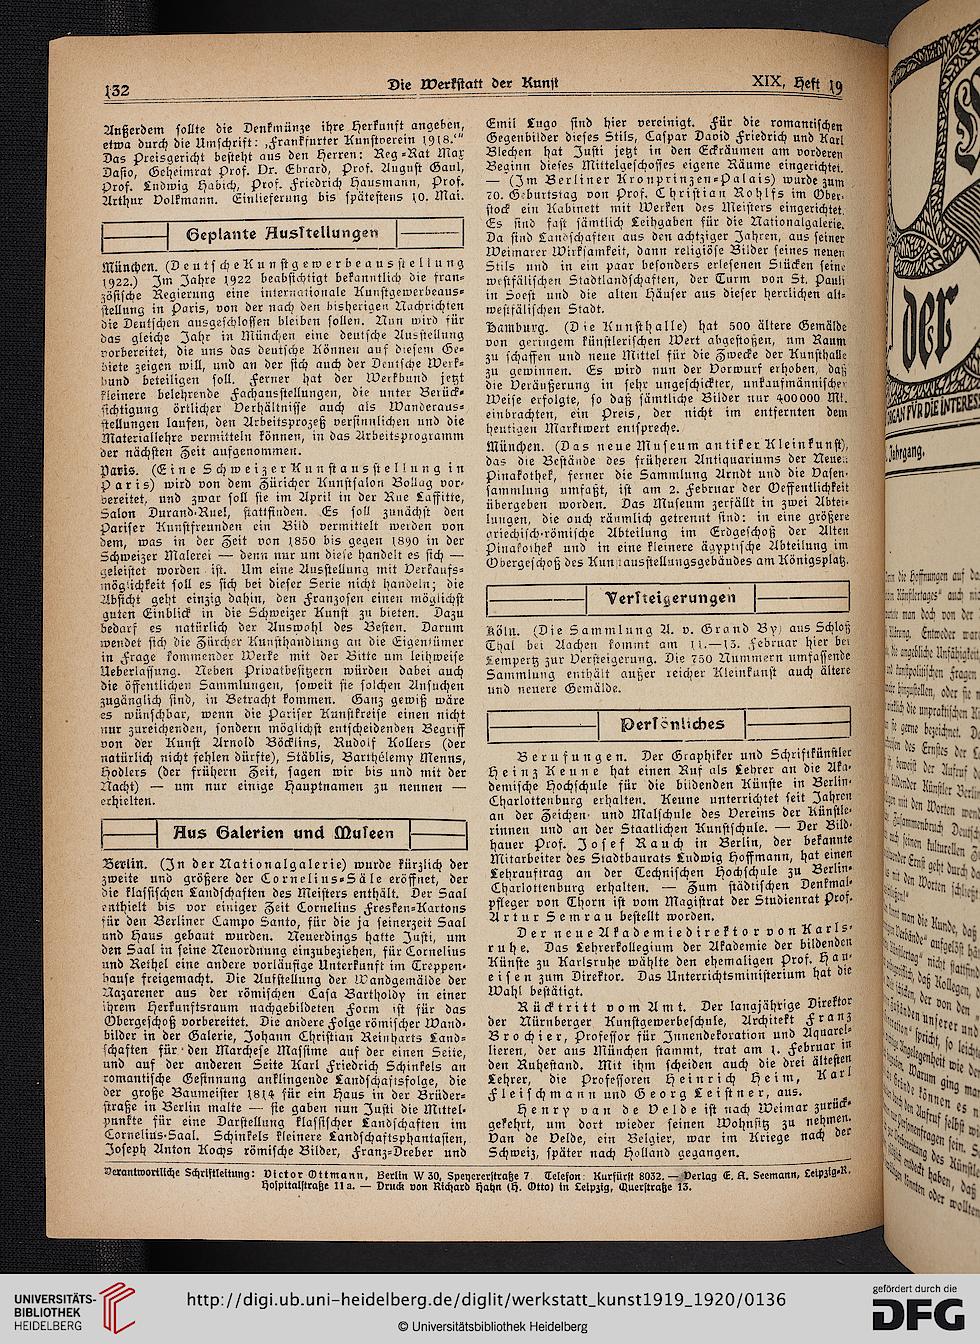 132
Die Werkstatt der Kunst
XIX, Heft 19
Außerdem sollte die Denkmünze ihre Herkunft angeben,
etwa durch die Umschrift: ‚Frankfurter Kunstverein 1918.‘“
Das Preisgericht besteht aus den Herren: Reg.-Rat Max
Dasio, Geheimrat Prof. Dr. Ebrard, Prof. August Gaul,
Prof. Ludwig Habich, Prof. Friedrich Hausmann, Prof.
Arthur Volkmann. Einlieferung bis spätestens 10. Mai.
Geplante Ausstellungen
München. (Deutsche Kunstgewerbeausstellung
1922.) Im Jahre 1922 beabsichtigt bekanntlich die fran-
zösische Regierung eine internationale Kunstgewerbeaus-
stellung in Paris, von der nach den bisherigen Nachrichten
die Deutschen ausgeschlossen bleiben sollen. Nun wird für
das gleiche Jahr in München eine deutsche Ausstellung
vorbereitet, die uns das deutsche Können auf diesem Ge-
biete zeigen will, und an der sich auch der Deutsche Werk-
bund beteiligen soll. Ferner hat der Werkbund jetzt
kleinere belehrende Fachausstellungen, die unter Berück-
sichtigung örtlicher Verhältnisse auch als Wanderaus-
stellungen laufen, den Arbeitsprozeß versinnlichen und die
Materiallehre vermitteln können, in das Arbeitsprogramm
der nächsten Zeit aufgenommen.
Paris. (Eine Schweizer Kunstausstellung in
Paris) wird von dem Züricher Kunstsalon Bollag vor-
bereitet, und zwar soll sie im April in der Rue Laffitte,
Salon Durand-Ruel, stattfinden. Es soll zunächst den
Pariser Kunstfreunden ein Bild vermittelt werden von
dem, was in der Zeit von 1850 bis gegen 1890 in der
Schweizer Malerei — denn nur um diese handelt es sich —
geleistet worden ist. Um eine Ausstellung mit Verkaufs-
möglichkeit soll es sich bei dieser Serie nicht handeln; die
Absicht geht einzig dahin, den Franzosen einen möglichst
guten Einblick in die Schweizer Kunst zu bieten. Dazu
bedarf es natürlich der Auswahl des Besten. Darum
wendet sich die Zürcher Kunsthandlung an die Eigentümer
in Frage kommender Werke mit der Bitte um leihweise
Ueberlassung. Neben Privatbesitzern würden dabei auch
die öffentlichen Sammlungen, soweit sie solchen Ansuchen
zugänglich sind, in Betracht kommen. Ganz gewiß wäre
es wünschbar, wenn die Pariser Kunstkreise einen nicht
nur zureichenden, sondern möglichst entscheidenden Begriff
von der Kunst Arnold Böcklins, Rudolf Kollers (der
natürlich nicht fehlen dürfte), Stäblis, Barthélemy Menns,
Hodlers (der frühern Zeit, sagen wir bis und mit der
Nacht) — um nur einige Hauptnamen zu nennen —
erhielten.
Aus Galerien und Museen
Berlin. (In der Nationalgalerie) wurde kürzlich der
zweite und größere der Cornelius-Säle eröffnet, der
die klassischen Landschaften des Meisters enthält. Der Saal
enthielt bis vor einiger Zeit Cornelius Fresken-Kartons
für den Berliner Campo Santo, für die ja seinerzeit Saal
und Haus gebaut wurden. Neuerdings hatte Justi, um
den Saal in seine Neuordnung einzubeziehen, für Cornelius
und Rethel eine andere vorläufige Unterkunft im Treppen-
hause freigemacht. Die Aufstellung der Wandgemälde der
Nazarener aus der römischen Casa Bartholdy in einer
ihrem Herkunftsraum nachgebildeten Form ist für das
Obergeschoß vorbereitet. Die andere Folge römischer Wand-
bilder in der Galerie, Johann Christian Reinharts Land-
schaften für den Marchese Massimo auf der einen Seite,
und auf der anderen Seite Karl Friedrich Schinkels an
romantische Gesinnung anklingende Landschaftsfolge, die
der große Baumeister 1814 für ein Haus in der Brüder-
straße in Berlin malte — sie gaben nun Justi die Mittel-
punkte für eine Darstellung klassischer Landschaften im
Cornelius-Saal. Schinkels kleinere Landschaftsphantasien,
Joseph Anton Kochs römische Bilder, Franz-Dreber und
Emil Lugo sind hier vereinigt. Für die romantischen
Gegenbilder dieses Stils, Caspar David Friedrich und Karl
Blechen hat Justi jetzt in den Eckräumen am vorderen
Beginn dieses Mittelgeschosses eigene Räume eingerichtet.
— (Im Berliner Kronprinzen-Palais) wurde zum
70. Geburtstag von Prof. Christian Rohlfs im Ober-
stock ein Kabinett mit Werken des Meisters eingerichtet.
Es sind fast sämtlich Leihgaben für die Nationalgalerie.
Da sind Landschaften aus den achtziger Jahren, aus seiner
Weimarer Wirksamkeit, dann religiöse Bilder seines neuen
Stils und in ein paar besonders erlesenen Stücken seine
westfälischen Stadtlandschaften, der Turm von St. Pauli
in Soest und die alten Häuser aus dieser herrlichen alt-
westfälischen Stadt.
Hamburg. (Die Kunsthalle) hat 500 ältere Gemälde
von geringem künstlerischen Wert abgestoßen, um Raum
zu schaffen und neue Mittel für die Zwecke der Kunsthalle
zu gewinnen. Es wird nun der Vorwurf erhoben, daß
die Veräußerung in sehr ungeschickter, unkaufmännischer
Weise erfolgte, so daß sämtliche Bilder nur 400000 Mk.
einbrachten, ein Preis, der nicht im entfernten dem
heutigen Marktwert entspreche.
München. (Das neue Museum antiker Kleinkunst),
das die Bestände des früheren Antiquariums der Neuen
Pinakothek, ferner die Sammlung Arndt und die Vasen-
sammlung umfaßt, ist am 2. Februar der Oeffentlichkeit
übergeben worden. Das Museum zerfällt in zwei Abtei-
lungen, die auch räumlich getrennt sind: in eine größere
griechisch-römische Abteilung im Erdgeschoß der Alten
Pinakothek und in eine kleinere ägyptische Abteilung im
Obergeschoß des Kunstausstellungsgebäudes am Königsplatz.
Versteigerungen
Köln. (Die Sammlung A. v. Grand Ry) aus Schloß
Thal bei Aachen kommt am 11.—13. Februar hier bei
Lempertz zur Versteigerung. Die 750 Nummern umfassende
Sammlung enthält außer reicher Kleinkunst auch ältere
und neuere Gemälde.
Persönliches
Berufungen. Der Graphiker und Schriftkünstler
Heinz Keune hat einen Ruf als Lehrer an die Aka-
demische Hochschule für die bildenden Künste in Berlin-
Charlottenburg erhalten. Keune unterrichtet seit Jahren
an der Zeichen- und Malschule des Vereins der Künstle-
rinnen und an der Staatlichen Kunstschule. — Der Bild-
hauer Prof. Josef Rauch in Berlin, der bekannte
Mitarbeiter des Stadtbaurats Ludwig Hoffmann, hat einen
Lehrauftrag an der Technischen Hochschule zu Berlin-
Charlottenburg erhalten. — Zum städtischen Denkmal-
pfleger von Thorn ist vom Magistrat der Studienrat Prof.
Artur Semrau bestellt worden.
Der neue Akademiedirektor von Karls-
ruhe. Das Lehrerkollegium der Akademie der bildenden
Künste zu Karlsruhe wählte den ehemaligen Prof. Hau-
eisen zum Direktor. Das Unterrichtsministerium hat die
Wahl bestätigt.
Rücktritt vom Amt. Der langjährige Direktor
der Nürnberger Kunstgewerbeschule, Architekt Franz
Brochier, Professor für Innendekoration und Aquarel-
lieren, der aus München stammt, trat am 1. Februar in
den Ruhestand. Mit ihm scheiden auch die drei ältesten
Lehrer, die Professoren Heinrich Heim, Karl
Fleischmann und Georg Leistner, aus.
Henry van de Velde ist nach Weimar zurück-
gekehrt, um dort wieder seinen Wohnsitz zu nehmen.
Van de Velde, ein Belgier, war im Kriege nach der
Schweiz, später nach Holland gegangen.
Verantwortliche Schriftleitung: Victor Ottmann, Berlin W 30, Speyererstraße 7 Telefon: Kurfürst 8032. — Verlag E. A. Seemann, Leipzig-R,
Hospitalstraße 11a. — Druck von Richard Hahn (H. Otto) in Leipzig, Querstraße 13.
der
ORGAN FVR DIE INTERES
Jahrgang.
UNIVERSITÄTS-
BIBLIOTHEK
HEIDELBERG
http://digi.ub.uni-heidelberg.de/diglit/werkstatt_kunst1919_1920/0136
© Universitätsbibliothek Heidelberg
gefördert durch die
DFG